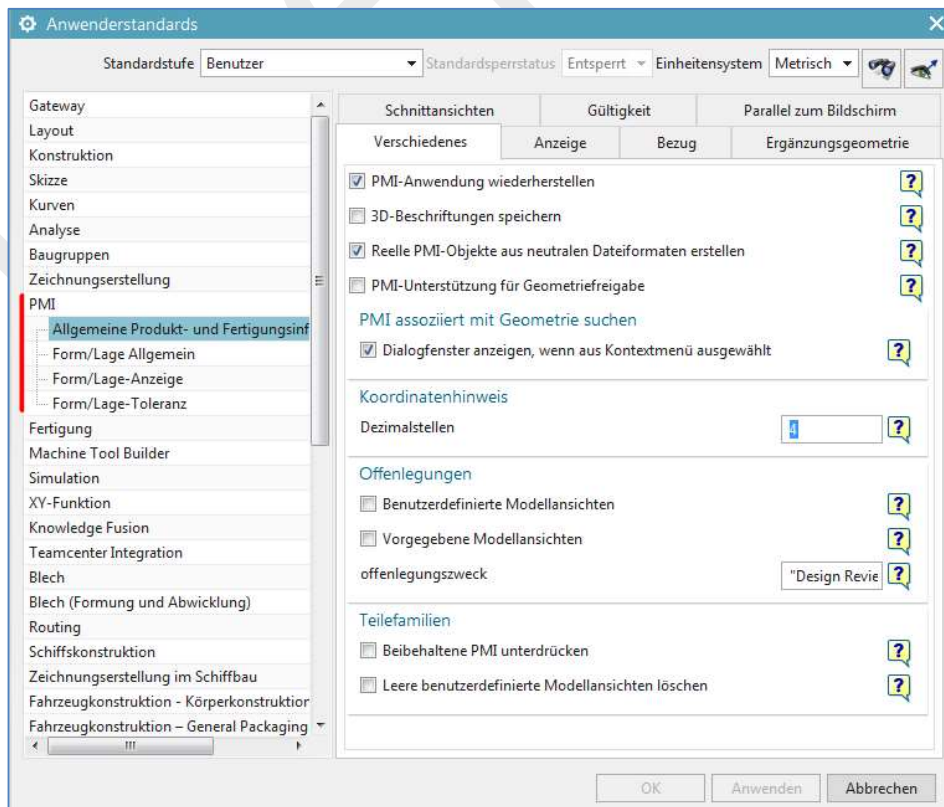 Anwenderstandards
Standardstufe Benutzer Standardsperrstatus Entsperrt Einheitensystem Metrisch
Gateway
Layout
Konstruktion
Skizze
Kurven
Analyse
Baugruppen
Zeichnungserstellung
PMI
Allgemeine Produkt- und Fertigungsinf
Form/Lage Allgemein
Form/Lage-Anzeige
Form/Lage-Toleranz
Fertigung
Machine Tool Builder
Simulation
XY-Funktion
Knowledge Fusion
Teamcenter Integration
Blech
Blech (Formung und Abwicklung)
Routing
Schiffskonstruktion
Zeichnungserstellung im Schiffbau
Fahrzeugkonstruktion - Körperkonstruktion
Fahrzeugkonstruktion – General Packaging
Schnittansichten Gültigkeit Parallel zum Bildschirm
Verschiedenes Anzeige Bezug Ergänzungsgeometrie
PMI-Anwendung wiederherstellen ?
3D-Beschriftungen speichern ?
Reelle PMI-Objekte aus neutralen Dateiformaten erstellen ?
PMI-Unterstützung für Geometriefreigabe ?
PMI assoziiert mit Geometrie suchen
Dialogfenster anzeigen, wenn aus Kontextmenü ausgewählt ?
Koordinatenhinweis
Dezimalstellen 4 ?
Offenlegungen
Benutzerdefinierte Modellansichten ?
Vorgegebene Modellansichten ?
offenlegungszweck "Design Revie ?
Teilefamilien
Beibehaltene PMI unterdrücken ?
Leere benutzerdefinierte Modellansichten löschen ?
OK Anwenden Abbrechen